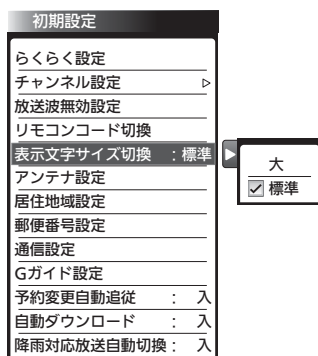 初期設定
らくらく設定
チャンネル設定 ▷
放送波無効設定
リモコンコード切換
表示文字サイズ切換 : 標準
大
標準
アンテナ設定
居住地域設定
郵便番号設定
通信設定
Gガイド設定
予約変更自動追従 : 入
自動ダウンロード : 入
降雨対応放送自動切換 : 入